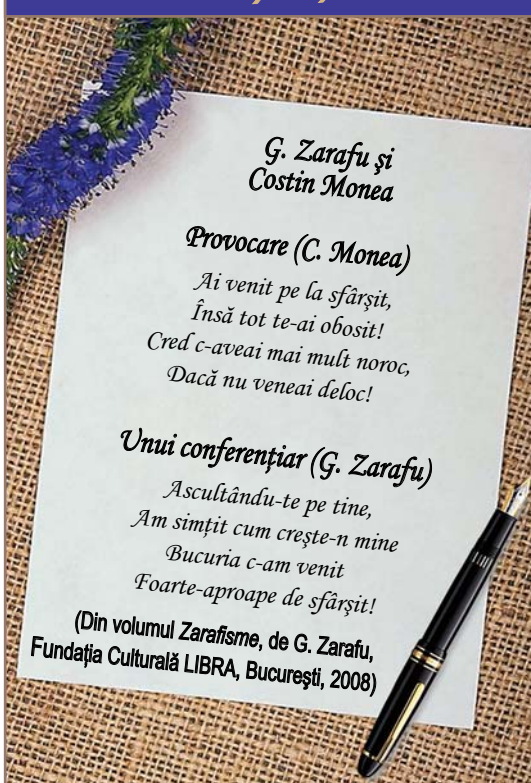 G. Zarafu şi
Costin Monea
Provocare (C. Monea)
Ai venit pe la sfârşit,
Însă tot te-ai obosit!
Cred c-aveai mai mult noroc,
Dacă nu veneai deloc!
Unui conferenţiar (G. Zarafu)
Ascultându-te pe tine,
Am simţit cum creşte-n mine
Bucuria c-am venit
Foarte-aproape de sfârşit!
(Din volumul Zarafisme, de G. Zarafu,
Fundaţia Culturală LIBRA, Bucureşti, 2008)